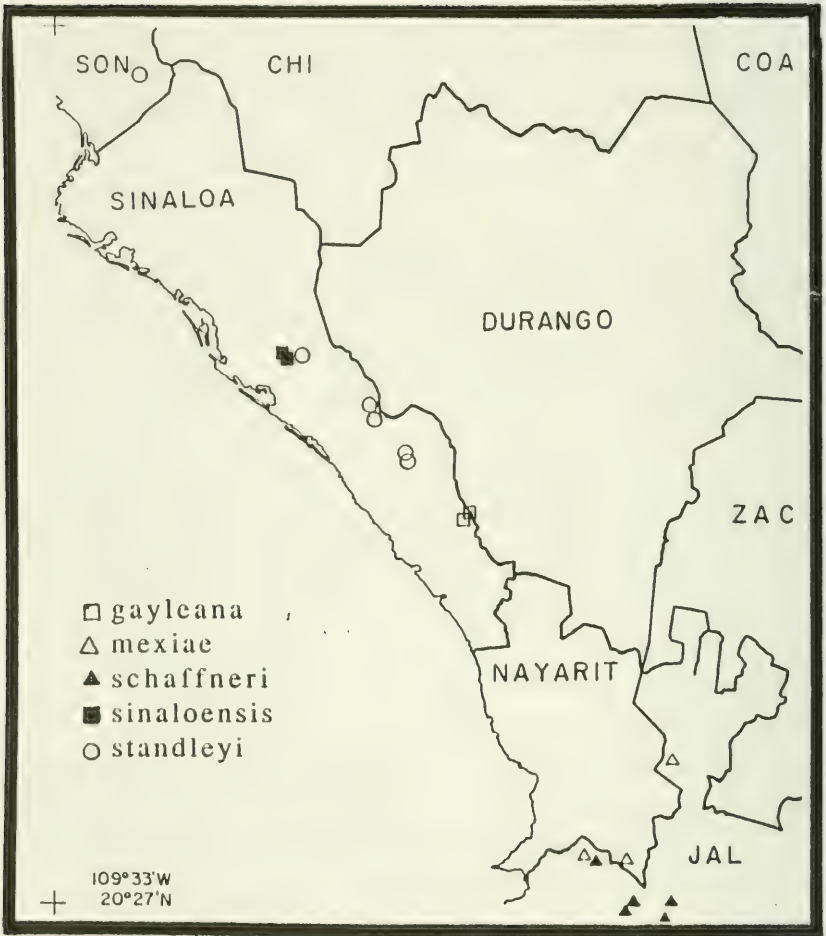 SON
CHI
COA
SINALOA
DURANGO
ZAC
NAYARIT
JAL
gayleana
mexiae
schaffneri
sinaloensis
standleyi
109°33'W
20°27'N